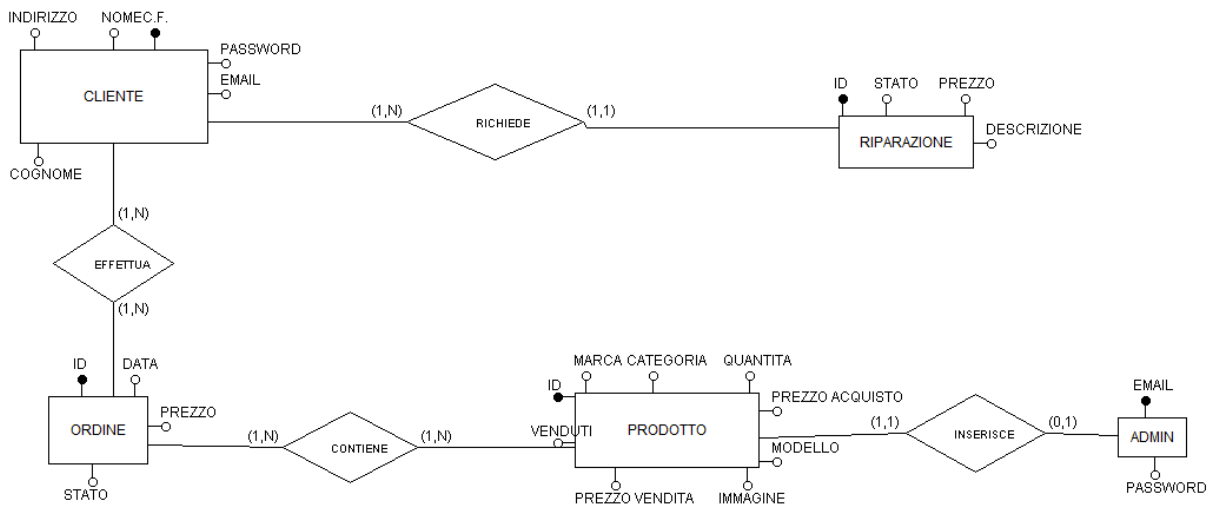 INDIRIZZO
NOMEC.F.
PASSWORD
EMAIL
CLIENTE
COGNOME
(1,N)
RICHIEDE
(1,1)
ID
STATO
PREZZO
DESCRIZIONE
RIPARAZIONE
(1,N)
EFFETTUA
(1,N)
ID
DATA
PREZZO
ORDINE
STATO
(1,N)
CONTIENE
(1,N)
MARCA CATEGORIA
QUANTITA
ID
PREZZO ACQUISTO
VENDUTI
PRODOTTO
MODELLO
PREZZO VENDITA
IMMAGINE
(1,1)
INSERISCE
(0,1)
EMAIL
ADMIN
PASSWORD